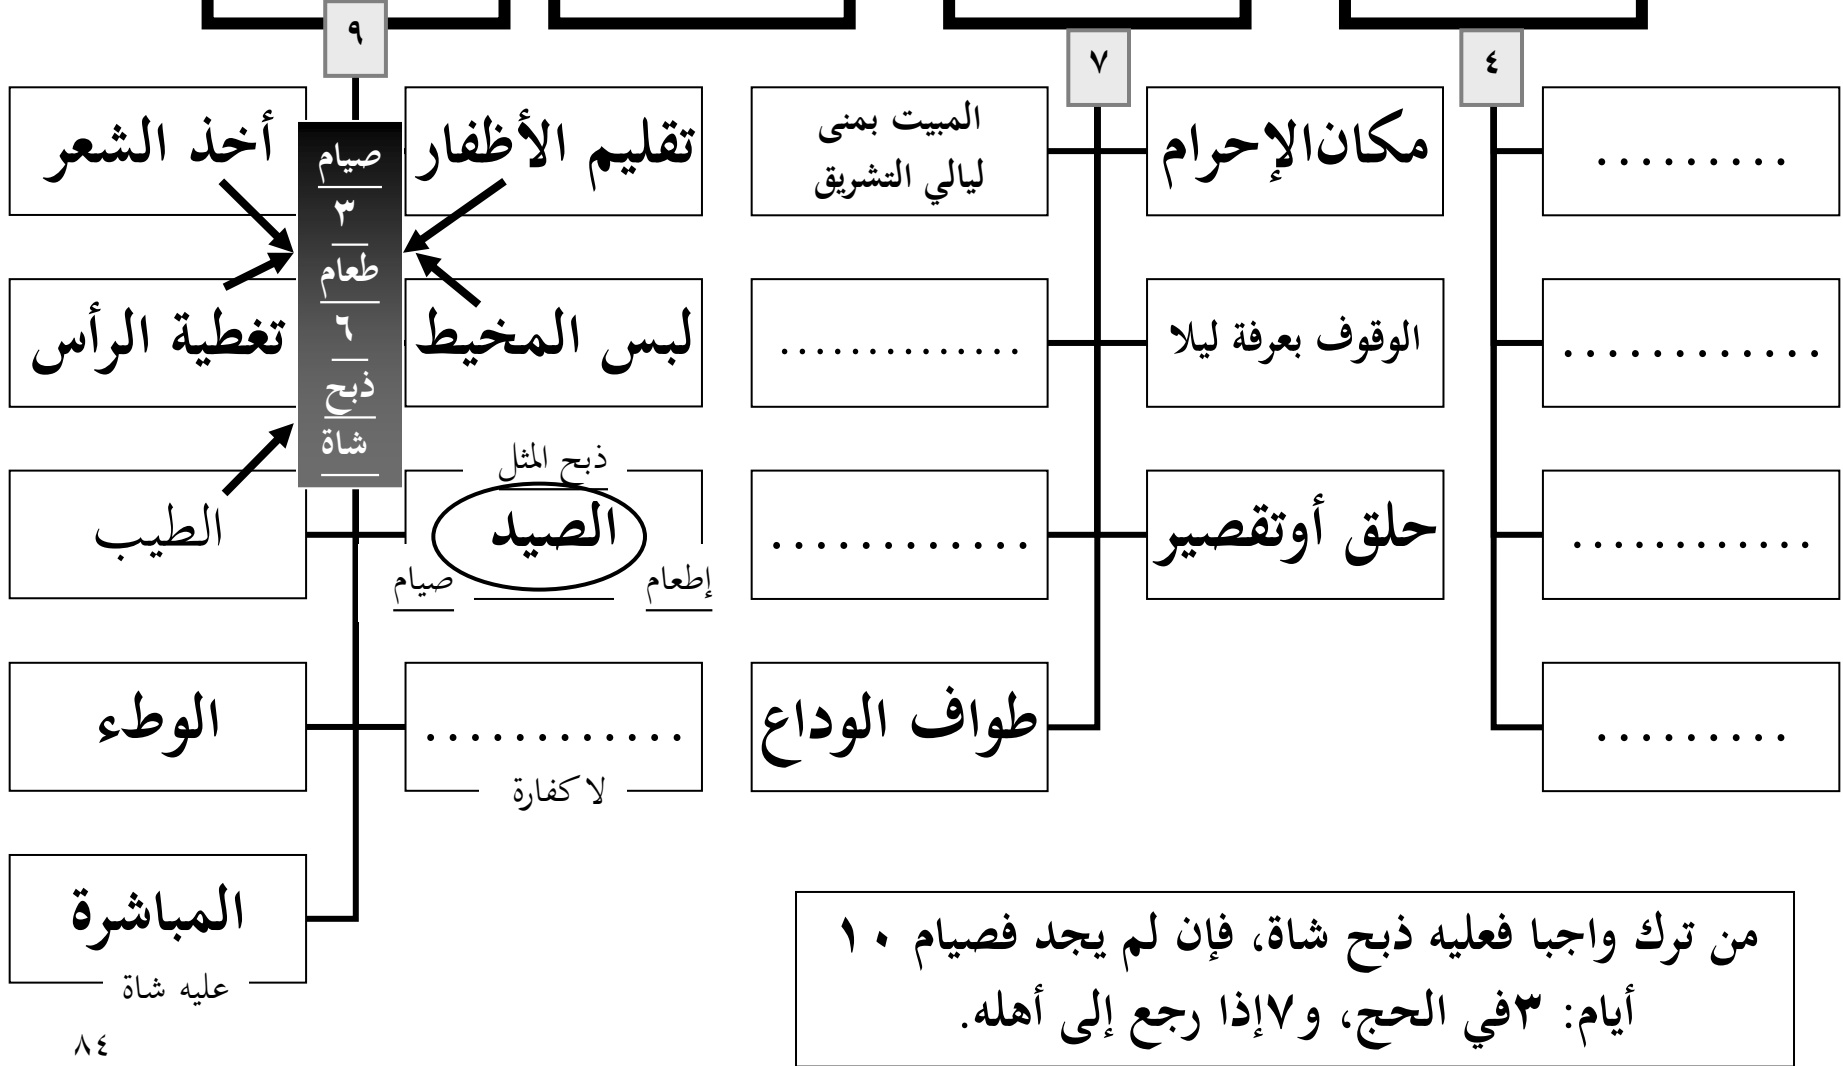 ٤
٧
٩
.........
............
............
.........
مكان الإحرام
المبيت بمنى
ليالي التشريق
الوقوف بعرفة ليلا
..............
حلق أوتقصير
............
طواف الوداع
تقليم الأظفار
أخذ الشعر
صيام
٣
طعام
٦
ذبح
شاة
لبس المخيط
تغطية الرأس
ذبح المثل
الصيد
إطعام
صيام
الطيب
............
لا كفارة
الوطء
المباشرة
عليه شاة
من ترك واجبا فعليه ذبح شاة، فإن لم يجد فصيام ١٠
أيام: ٣في الحج، و٧إذا رجع إلى أهله.
٨٤